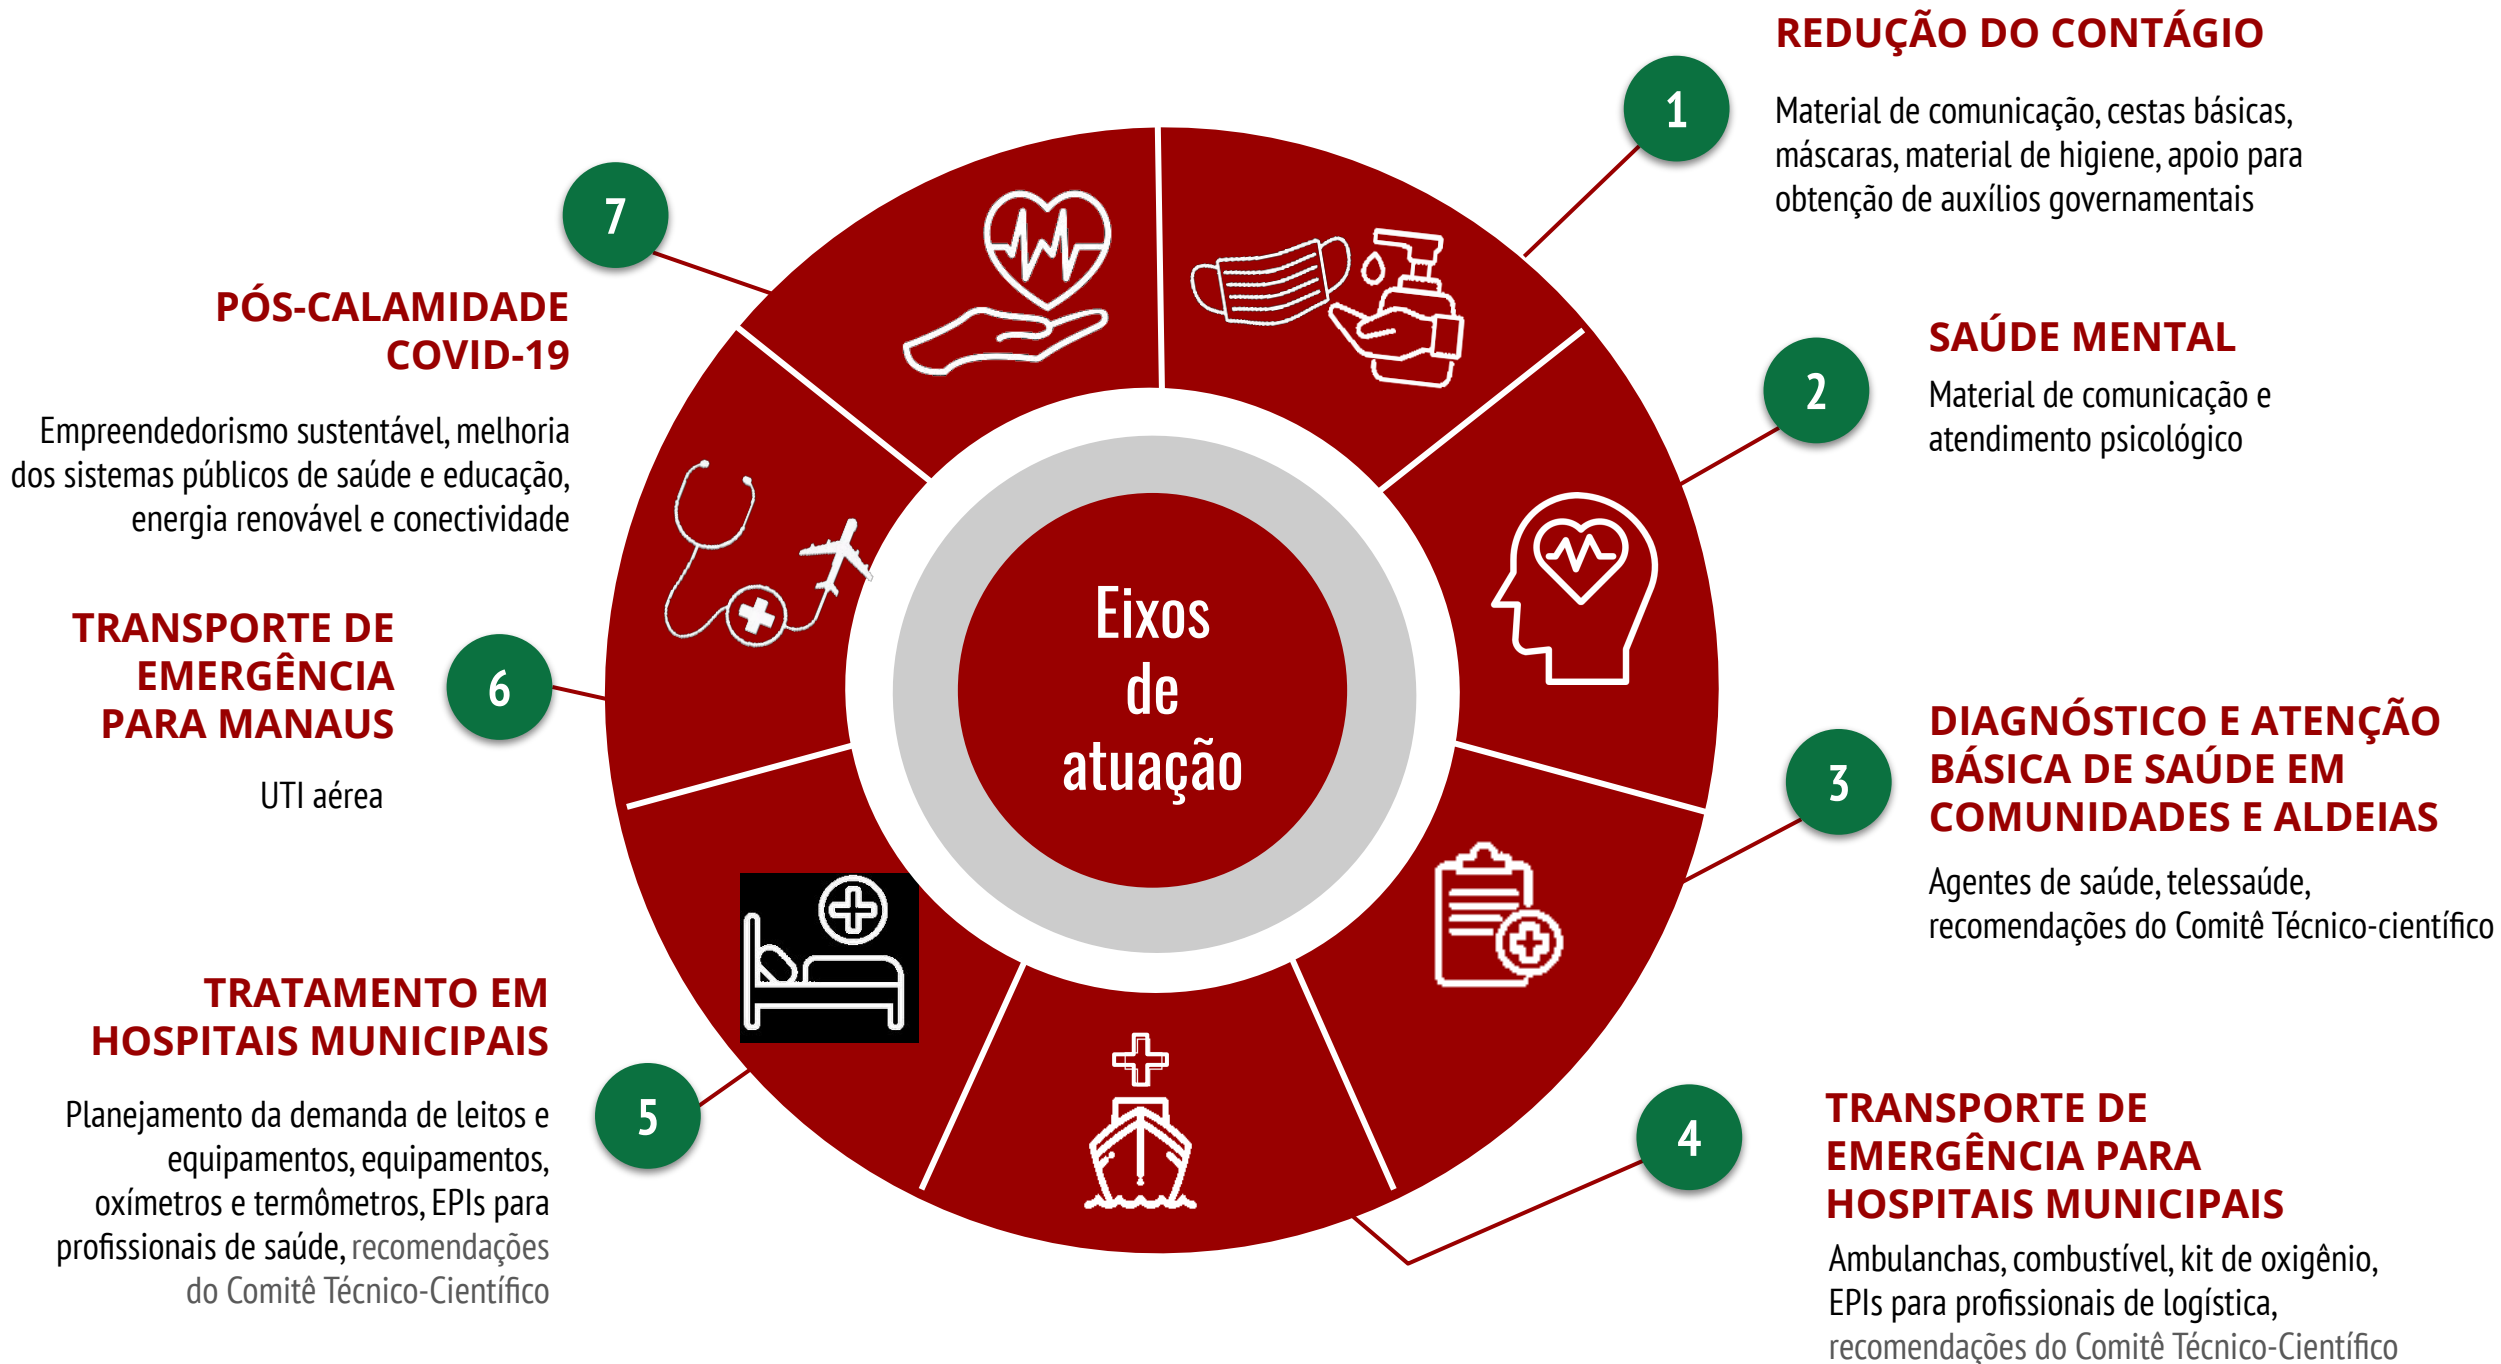 REDUÇÃO DO CONTÁGIO
1
Material de comunicação, cestas básicas,
máscaras, material de higiene, apoio para
obtenção de auxílios governamentais
2
SAÚDE MENTAL
Material de comunicação e
atendimento psicológico
3
DIAGNÓSTICO E ATENÇÃO
BÁSICA DE SAÚDE EM
COMUNIDADES E ALDEIAS
Agentes de saúde, telessaúde,
recomendações do Comitê Técnico-científico
4
TRANSPORTE DE
EMERGÊNCIA PARA
HOSPITAIS MUNICIPAIS
Ambulanchas, combustível, kit de oxigênio,
EPIs para profissionais de logística,
recomendações do Comitê Técnico-Científico
5
TRATAMENTO EM
HOSPITAIS MUNICIPAIS
Planejamento da demanda de leitos e
equipamentos, equipamentos,
oxímetros e termômetros, EPIs para
profissionais de saúde, recomendações
do Comitê Técnico-Científico
6
TRANSPORTE DE
EMERGÊNCIA
PARA MANAUS
UTI aérea
7
PÓS-CALAMIDADE
COVID-19
Empreendedorismo sustentável, melhoria
dos sistemas públicos de saúde e educação,
energia renovável e conectividade
Eixos
de
atuação